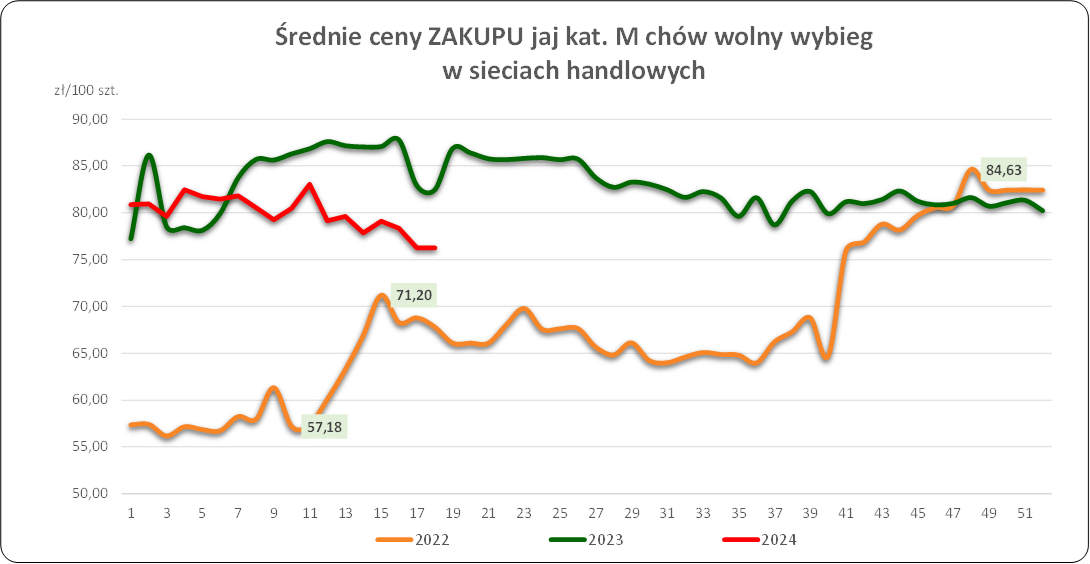 Średnie ceny ZAKUPU jaj kat. M chów wolny wybieg
w sieciach handlowych
zł/100 szt.
90,00
85,00
80,00
75,00
70,00
65,00
60,00
55,00
50,00
84,63
71,20
57,18
1 3 5 7 9 11 13 15 17 19 21 23 25 27 29 31 33 35 37 39 41 43 45 47 49 51
2022 2023 2024